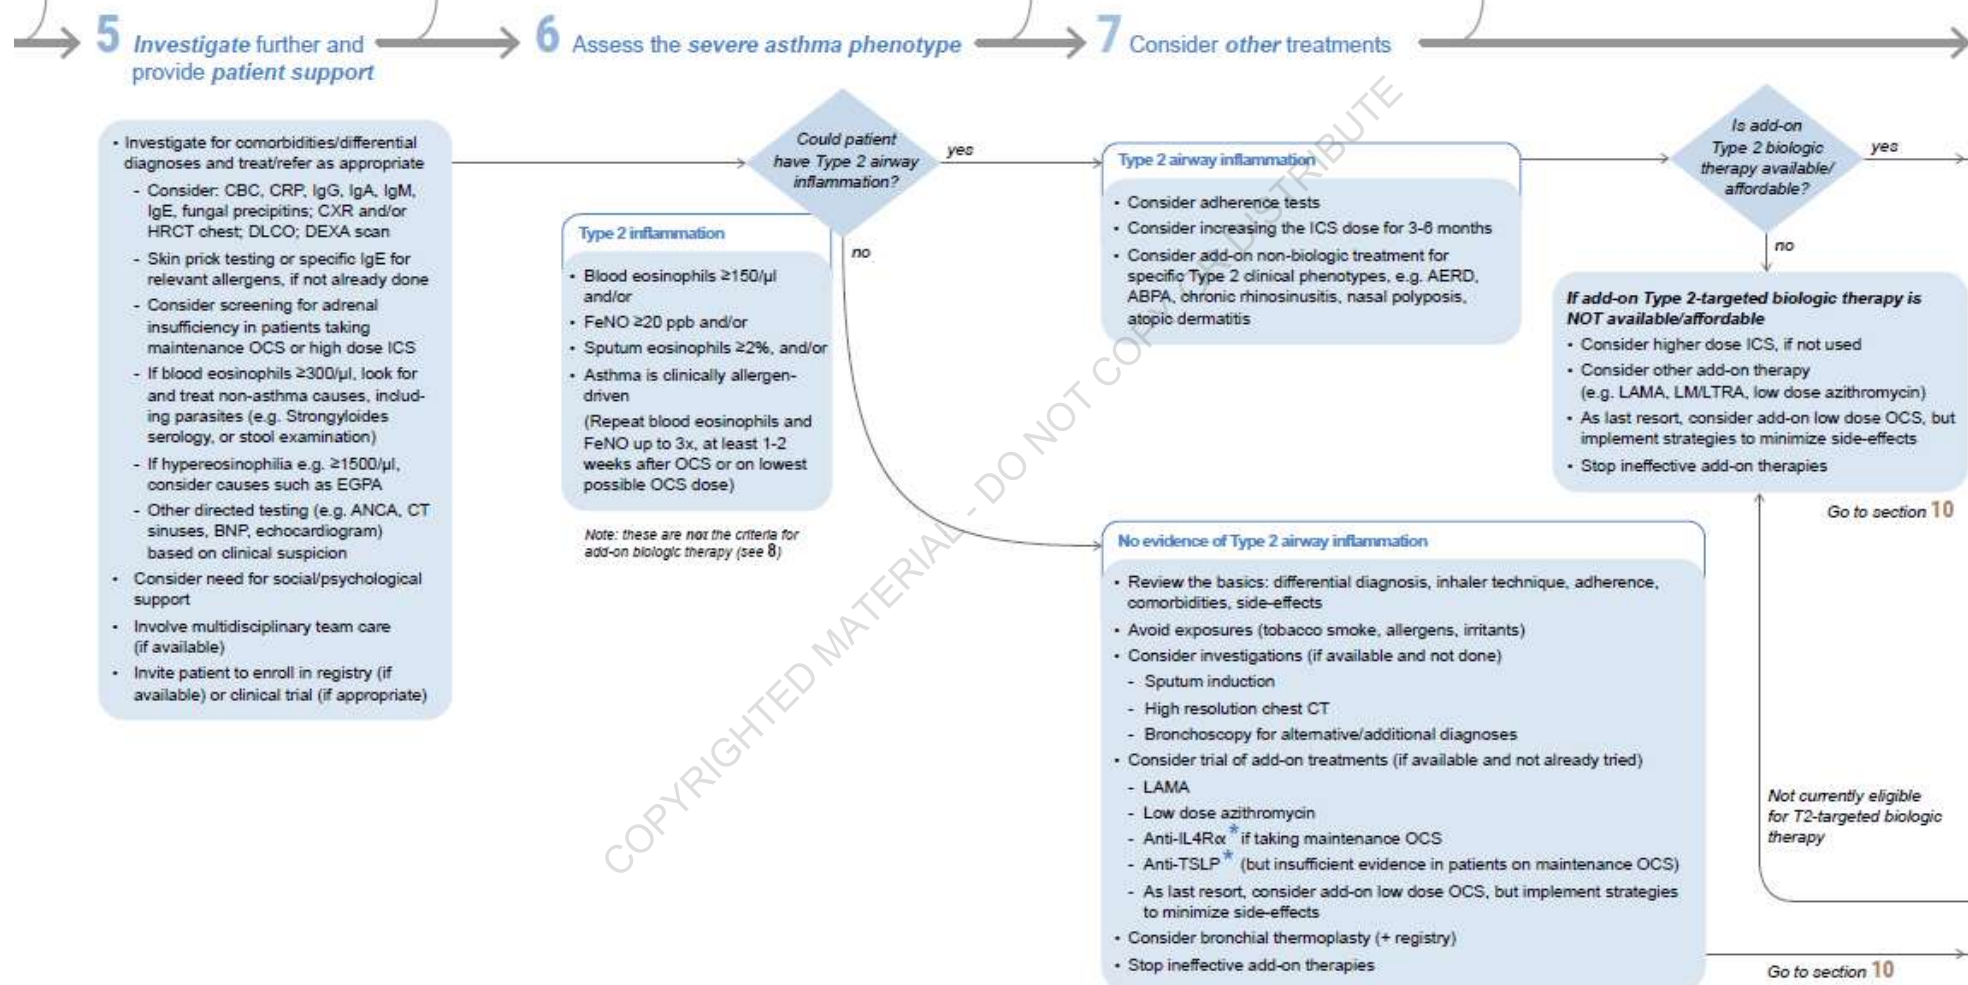 5 Investigate further and
provide patient support
• Investigate for comorbidities/differential
diagnoses and treat/refer as appropriate
- Consider: CBC, CRP, IgG, IgA, IgM,
IgE, fungal precipitins; CXR and/or
HRCT chest; DLCO; DEXA scan
- Skin prick testing or specific IgE for
relevant allergens, if not already done
- Consider screening for adrenal
insufficiency in patients taking
maintenance OCS or high dose ICS
- If blood eosinophils ≥300/µl, look for
and treat non-asthma causes, includ-
ing parasites (e.g. Strongyloides
serology, or stool examination)
- If hypereosinophilia e.g. ≥1500/µl,
consider causes such as EGPA
- Other directed testing (e.g. ANCA, CT
sinuses, BNP, echocardiogram)
based on clinical suspicion
• Consider need for social/psychological
support
• Involve multidisciplinary team care
(if available)
• Invite patient to enroll in registry (if
available) or clinical trial (if appropriate)
6 Assess the severe asthma phenotype
Could patient
have Type 2 airway
inflammation?
yes
no
Type 2 inflammation
• Blood eosinophils ≥150/µl
and/or
• FeNO ≥20 ppb and/or
• Sputum eosinophils ≥2%, and/or
• Asthma is clinically allergen-
driven
(Repeat blood eosinophils and
FeNO up to 3x, at least 1-2
weeks after OCS or on lowest
possible OCS dose)
Note: these are not the criteria for
add-on biologic therapy (see 8)
7 Consider other treatments
Type 2 airway inflammation
• Consider adherence tests
• Consider increasing the ICS dose for 3-6 months
• Consider add-on non-biologic treatment for
specific Type 2 clinical phenotypes, e.g. AERD,
ABPA, chronic rhinosinusitis, nasal polyposis,
atopic dermatitis
Is add-on
Type 2 biologic
therapy available/
affordable?
yes
no
If add-on Type 2-targeted biologic therapy is
NOT available/affordable
• Consider higher dose ICS, if not used
• Consider other add-on therapy
(e.g. LAMA, LM/LTRA, low dose azithromycin)
• As last resort, consider add-on low dose OCS, but
implement strategies to minimize side-effects
• Stop ineffective add-on therapies
Go to section 10
No evidence of Type 2 airway inflammation
• Review the basics: differential diagnosis, inhaler technique, adherence,
comorbidities, side-effects
• Avoid exposures (tobacco smoke, allergens, irritants)
• Consider investigations (if available and not done)
- Sputum induction
- High resolution chest CT
- Bronchoscopy for alternative/additional diagnoses
• Consider trial of add-on treatments (if available and not already tried)
- LAMA
- Low dose azithromycin
- Anti-IL4Rα* if taking maintenance OCS
- Anti-TSLP* (but insufficient evidence in patients on maintenance OCS)
- As last resort, consider add-on low dose OCS, but implement strategies
to minimize side-effects
• Consider bronchial thermoplasty (+ registry)
• Stop ineffective add-on therapies
Not currently eligible
for T2-targeted biologic
therapy
Go to section 10
COPYRIGHTED MATERIAL - DO NOT COPY OR DISTRIBUTE